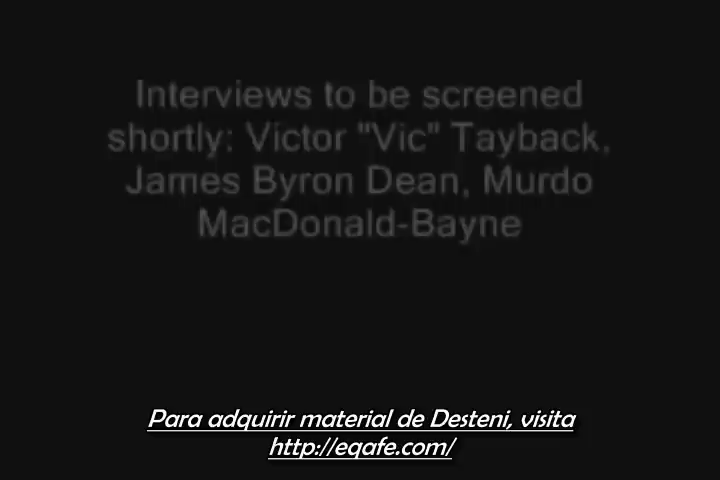 Interviews to be screened
shortly: Victor "Vic" Tayback,
James Byron Dean, Murdo
MacDonald-Bayne
Para adquirir material de Desteni, visita
http://eqafe.com/